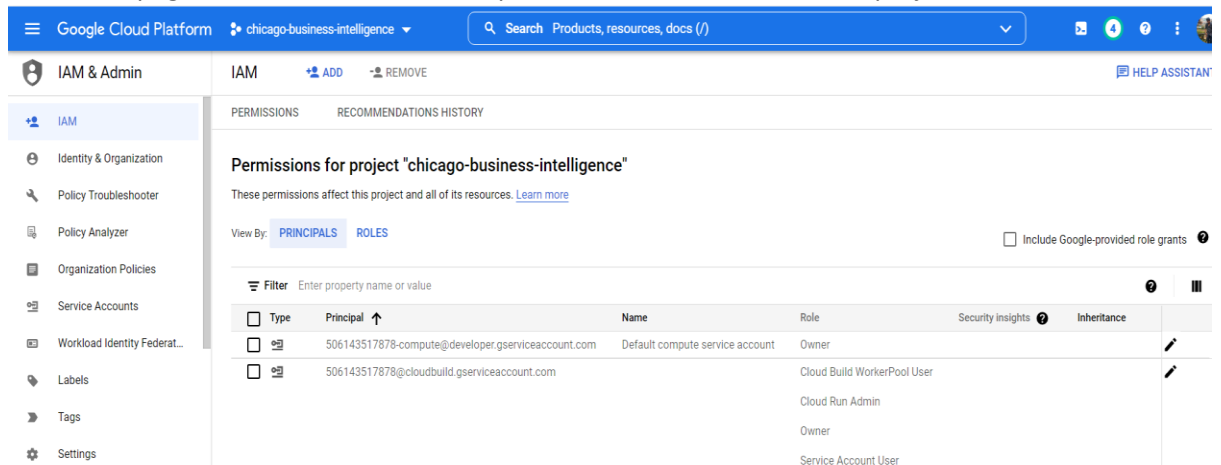 Google Cloud Platform chicago-business-intelligence Search Products, resources, docs (/) 4
IAM & Admin IAM ADD REMOVE HELP ASSISTANT
PERMISSIONS RECOMMENDATIONS HISTORY
IAM
Identity & Organization
Policy Troubleshooter
Policy Analyzer
Organization Policies
Service Accounts
Workload Identity Federat...
Labels
Tags
Settings
Permissions for project "chicago-business-intelligence"
These permissions affect this project and all of its resources. Learn more
View By: PRINCIPALS ROLES
Include Google-provided role grants
Filter Enter property name or value
Type Principal Name Role Security insights Inheritance
506143517878-compute@developer.gserviceaccount.com Default compute service account Owner
506143517878@cloudbuild.gserviceaccount.com Cloud Build WorkerPool User
Cloud Run Admin
Owner
Service Account User